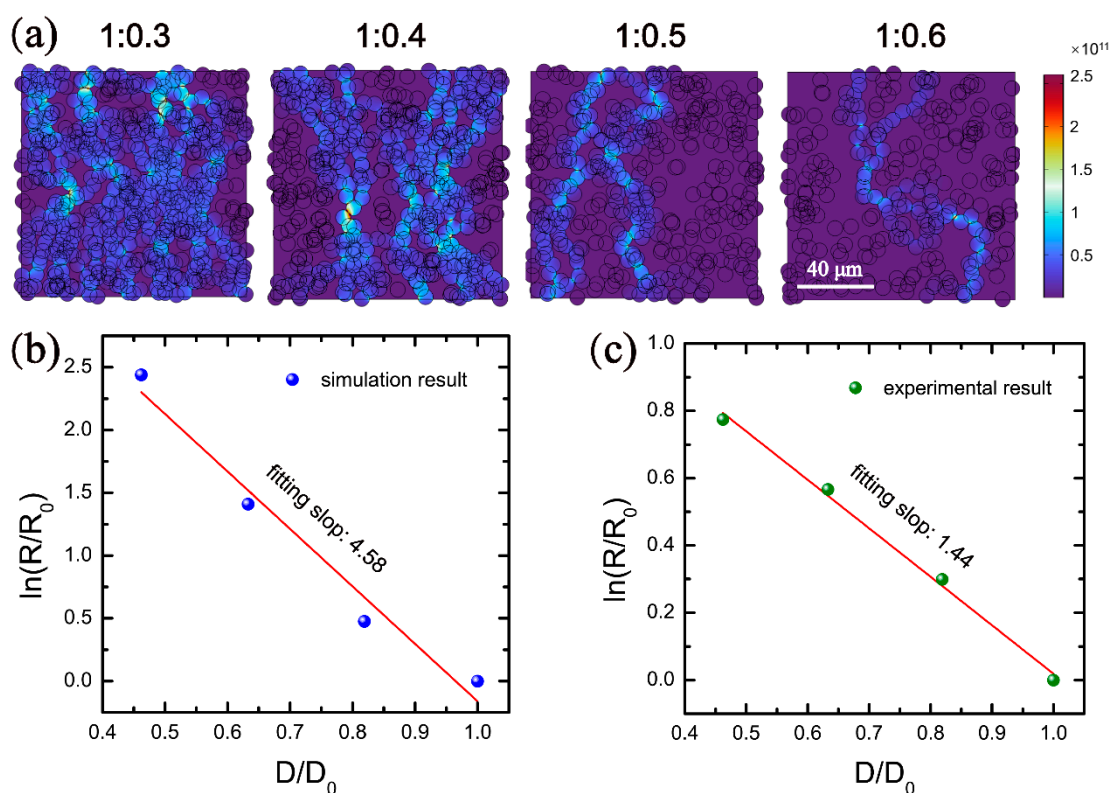 (a)
1:0.3
1:0.4
1:0.5
1:0.6
×10¹¹
2.5
2
1.5
1
0.5
40 μm
(b)
simulation result
fitting slop: 4.58
ln(R/R₀)
2.5
2.0
1.5
1.0
0.5
0.0
0.4 0.5 0.6 0.7 0.8 0.9 1.0
D/D₀
(c)
experimental result
fitting slop: 1.44
ln(R/R₀)
1.0
0.8
0.6
0.4
0.2
0.0
0.4 0.5 0.6 0.7 0.8 0.9 1.0
D/D₀